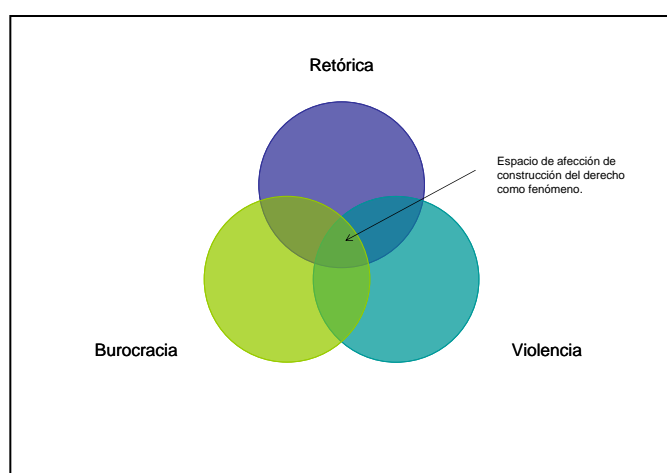 Retórica
Espacio de afección de
construcción del derecho
como fenómeno.
Burocracia
Violencia